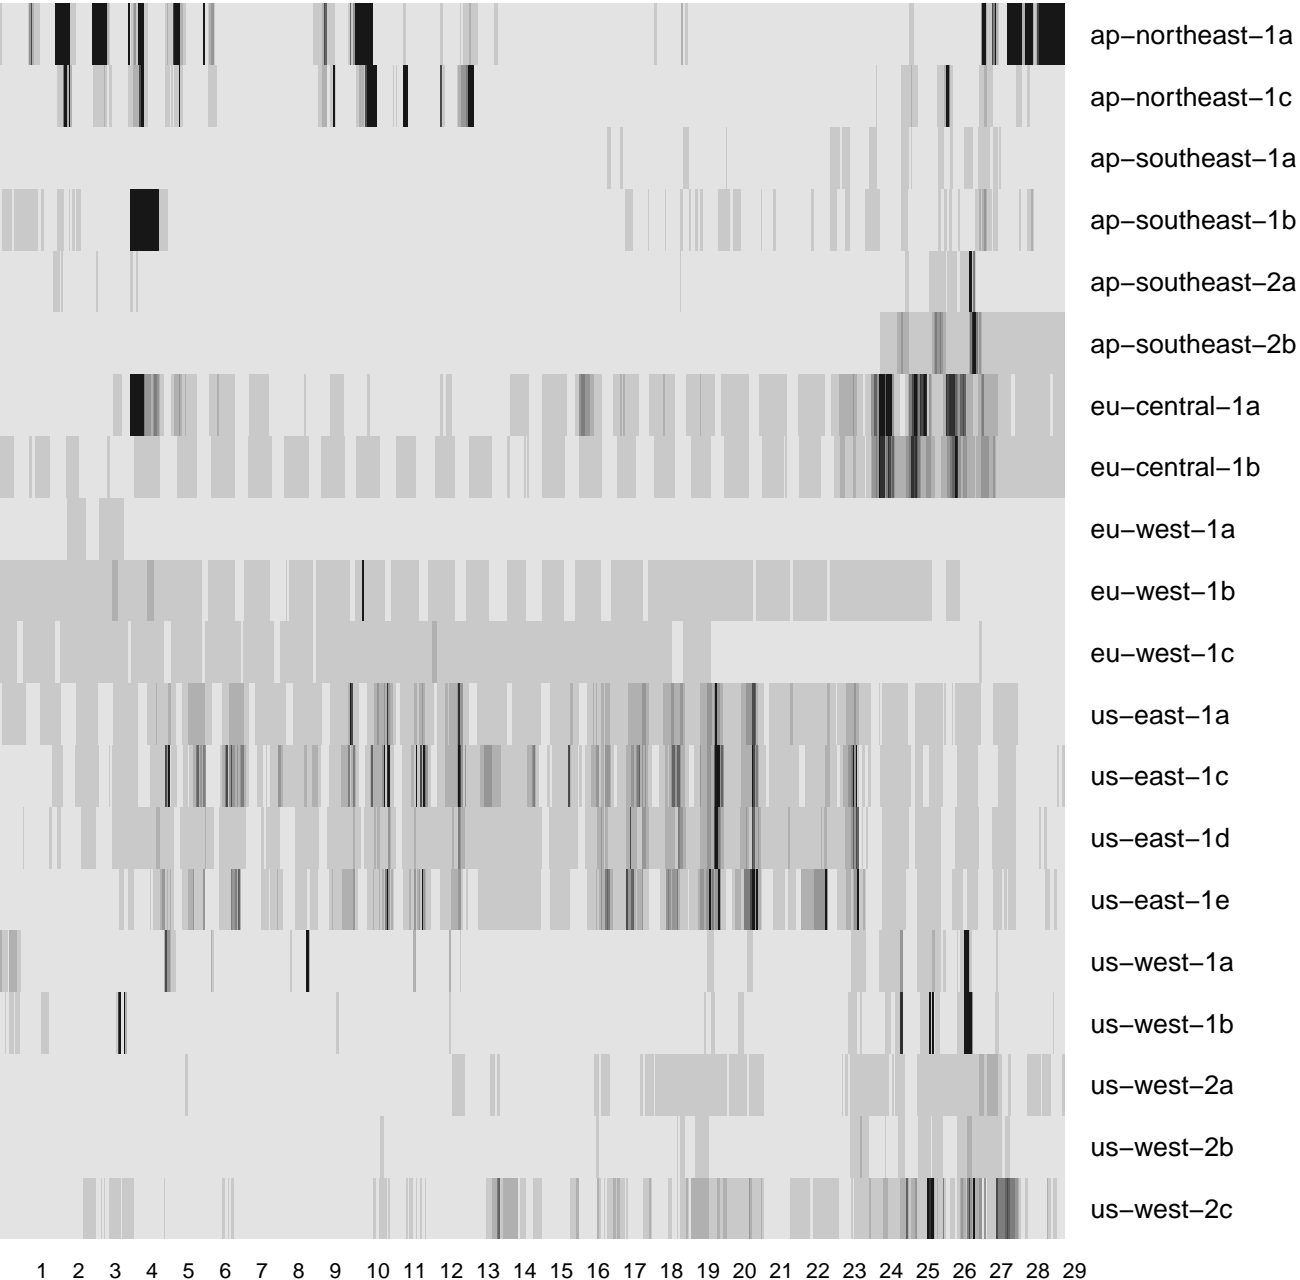 ap−northeast−1a
ap−northeast−1c
ap−southeast−1a
ap−southeast−1b
ap−southeast−2a
ap−southeast−2b
eu−central−1a
eu−central−1b
eu−west−1a
eu−west−1b
eu−west−1c
us−east−1a
us−east−1c
us−east−1d
us−east−1e
us−west−1a
us−west−1b
us−west−2a
us−west−2b
us−west−2c
1 2 3 4 5 6 7 8 9 10 11 12 13 14 15 16 17 18 19 20 21 22 23 24 25 26 27 28 29